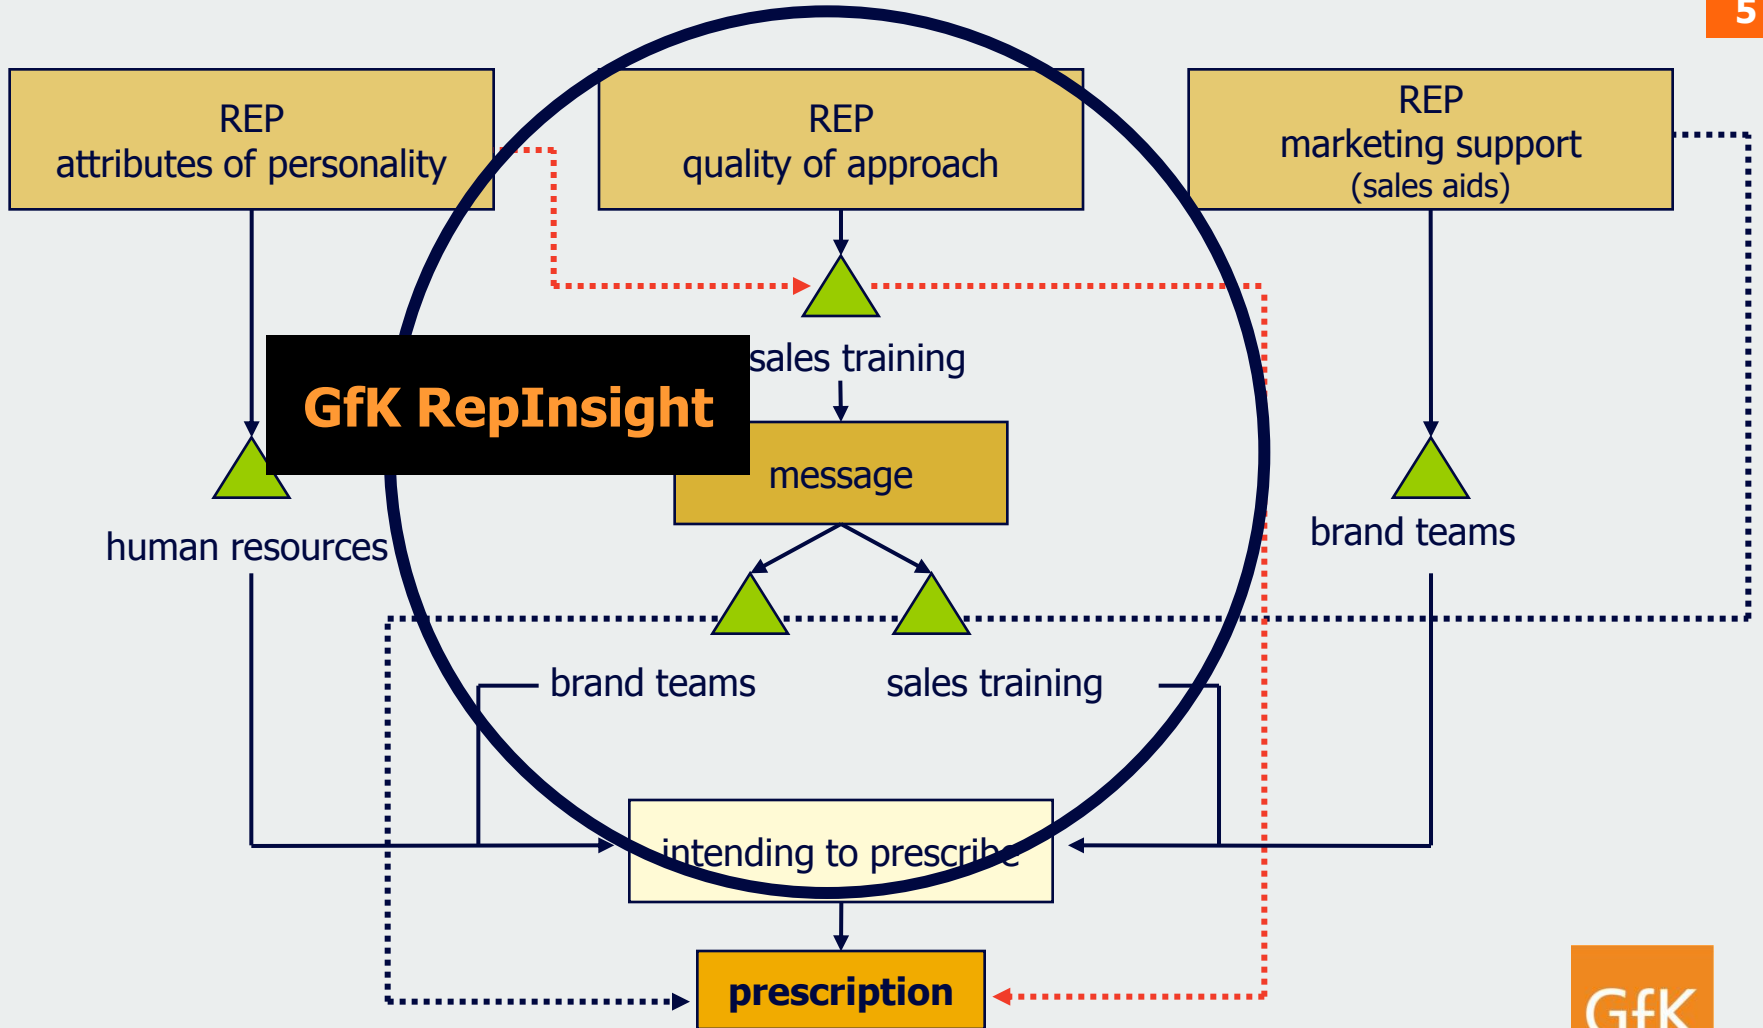 5
REP
attributes of personality
REP
quality of approach
REP
marketing support
(sales aids)
sales training
GfK RepInsight
message
human resources
brand teams
brand teams
sales training
intending to prescribe
prescription
GfK